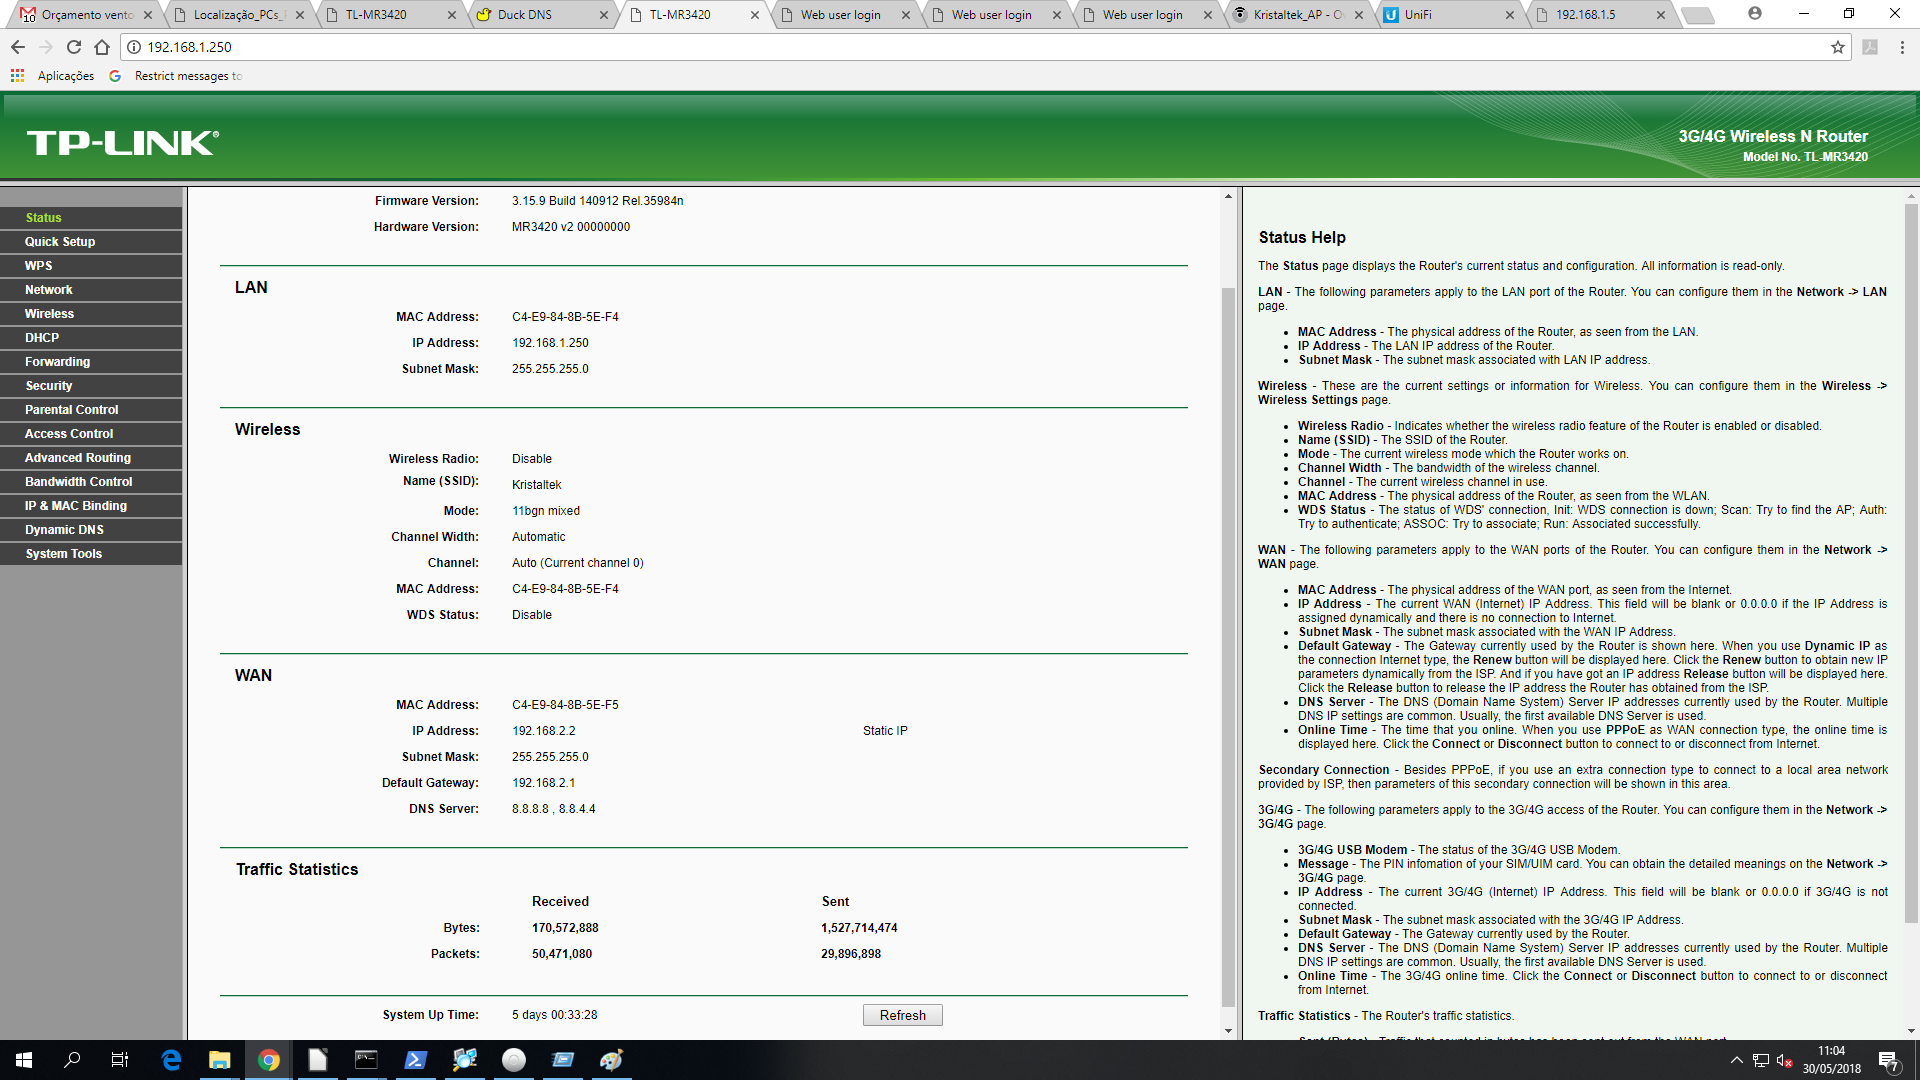 Orçamento vento
Localização_PCs_
TL-MR3420
Duck DNS
TL-MR3420
Web user login
Web user login
Web user login
Kristaltek_AP - O
UniFi
192.168.1.5
192.168.1.250
Aplicações
Restrict messages to
TP-LINK®
3G/4G Wireless N Router
Model No. TL-MR3420
Status
Quick Setup
WPS
Network
Wireless
DHCP
Forwarding
Security
Parental Control
Access Control
Advanced Routing
Bandwidth Control
IP & MAC Binding
Dynamic DNS
System Tools
Firmware Version: 3.15.9 Build 140912 Rel.35984n
Hardware Version: MR3420 v2 00000000
LAN
MAC Address: C4-E9-84-8B-5E-F4
IP Address: 192.168.1.250
Subnet Mask: 255.255.255.0
Wireless
Wireless Radio: Disable
Name (SSID): Kristaltek
Mode: 11bgn mixed
Channel Width: Automatic
Channel: Auto (Current channel 0)
MAC Address: C4-E9-84-8B-5E-F4
WDS Status: Disable
WAN
MAC Address: C4-E9-84-8B-5E-F5
IP Address: 192.168.2.2 Static IP
Subnet Mask: 255.255.255.0
Default Gateway: 192.168.2.1
DNS Server: 8.8.8.8 , 8.8.4.4
Traffic Statistics
Received Sent
Bytes: 170,572,888 1,527,714,474
Packets: 50,471,080 29,896,898
System Up Time: 5 days 00:33:28 Refresh
Status Help
The Status page displays the Router's current status and configuration. All information is read-only.
LAN - The following parameters apply to the LAN port of the Router. You can configure them in the Network -> LAN
page.
• MAC Address - The physical address of the Router, as seen from the LAN.
• IP Address - The LAN IP address of the Router.
• Subnet Mask - The subnet mask associated with LAN IP address.
Wireless - These are the current settings or information for Wireless. You can configure them in the Wireless ->
Wireless Settings page.
• Wireless Radio - Indicates whether the wireless radio feature of the Router is enabled or disabled.
• Name (SSID) - The SSID of the Router.
• Mode - The current wireless mode which the Router works on.
• Channel Width - The bandwidth of the wireless channel.
• Channel - The current wireless channel in use.
• MAC Address - The physical address of the Router, as seen from the WLAN.
• WDS Status - The status of WDS' connection, Init: WDS connection is down; Scan: Try to find the AP; Auth:
Try to authenticate; ASSOC: Try to associate; Run: Associated successfully.
WAN - The following parameters apply to the WAN ports of the Router. You can configure them in the Network ->
WAN page.
• MAC Address - The physical address of the WAN port, as seen from the Internet.
• IP Address - The current WAN (Internet) IP Address. This field will be blank or 0.0.0.0 if the IP Address is
assigned dynamically and there is no connection to Internet.
• Subnet Mask - The subnet mask associated with the WAN IP Address.
• Default Gateway - The Gateway currently used by the Router is shown here. When you use Dynamic IP as
the connection Internet type, the Renew button will be displayed here. Click the Renew button to obtain new IP
parameters dynamically from the ISP. And if you have got an IP address Release button will be displayed here.
Click the Release button to release the IP address the Router has obtained from the ISP.
• DNS Server - The DNS (Domain Name System) Server IP addresses currently used by the Router. Multiple
DNS IP settings are common. Usually, the first available DNS Server is used.
• Online Time - The time that you online. When you use PPPoE as WAN connection type, the online time is
displayed here. Click the Connect or Disconnect button to connect to or disconnect from Internet.
Secondary Connection - Besides PPPoE, if you use an extra connection type to connect to a local area network
provided by ISP, then parameters of this secondary connection will be shown in this area.
3G/4G - The following parameters apply to the 3G/4G access of the Router. You can configure them in the Network ->
3G/4G page.
• 3G/4G USB Modem - The status of the 3G/4G USB Modem.
• Message - The PIN infomation of your SIM/UIM card. You can obtain the detailed meanings on the Network ->
3G/4G page.
• IP Address - The current 3G/4G (Internet) IP Address. This field will be blank or 0.0.0.0 if 3G/4G is not
connected.
• Subnet Mask - The subnet mask associated with the 3G/4G IP Address.
• Default Gateway - The Gateway currently used by the Router.
• DNS Server - The DNS (Domain Name System) Server IP addresses currently used by the Router. Multiple
DNS IP settings are common. Usually, the first available DNS Server is used.
• Online Time - The 3G/4G online time. Click the Connect or Disconnect button to connect to or disconnect
from Internet.
Traffic Statistics - The Router's traffic statistics.
11:04
30/05/2018
7